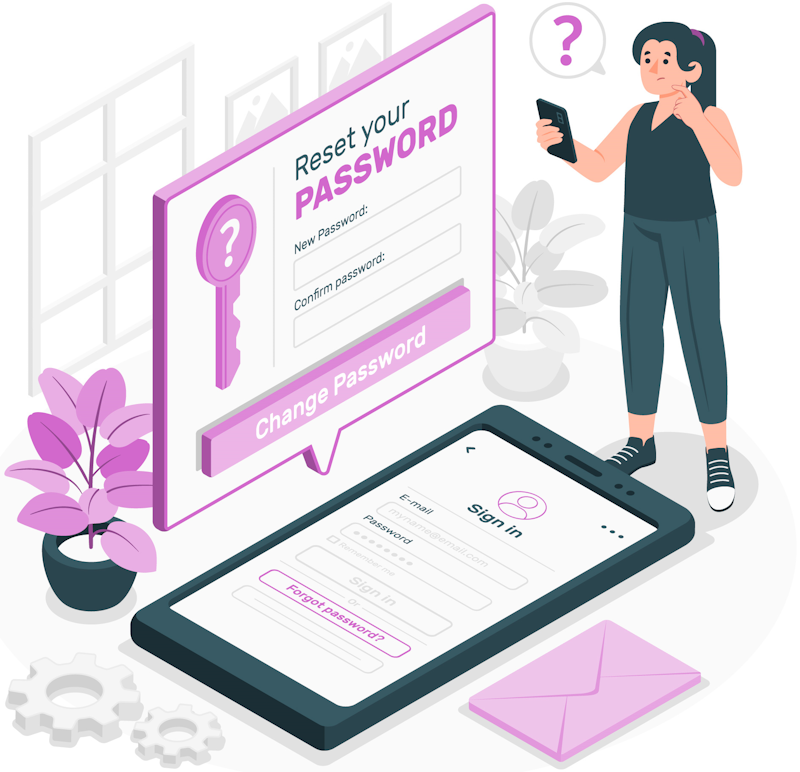 ?
Reset your
PASSWORD
?
New Password:
Confirm password:
Change Password
Sign in
E-mail
myname@email.com
Password
Remember me
Sign in
Or
Forgot password?